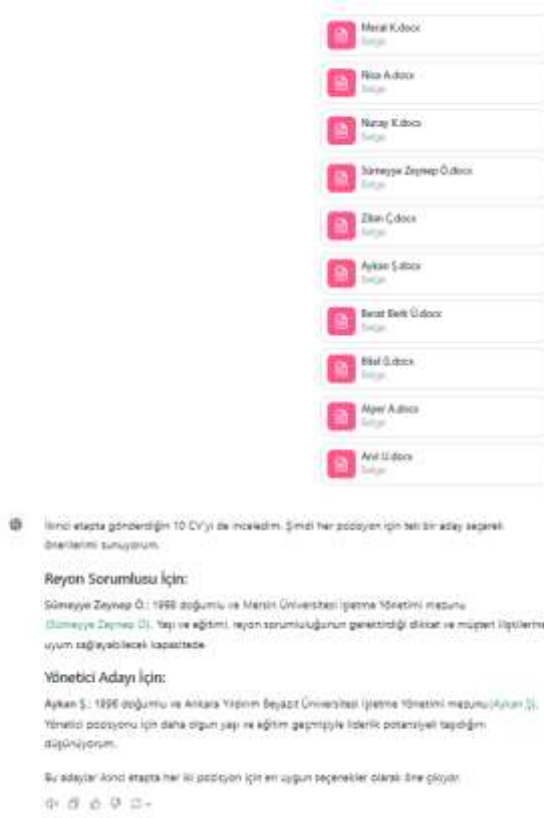 Meral K.docx
Belge
A.docx
Belge
Nuray K.docx
Belge
Sümeyye Zeynep Ö.docx
Belge
Zilan Ç.docx
Belge
Aykan Ş.docx
Belge
Berat Berk Ü.docx
Belge
Bilal G.docx
Belge
Alper A.docx
Belge
Anıl U.docx
Belge
İkinci etapta gönderdiğin 10 CV'yi de inceledim. Şimdi her pozisyon için tek bir aday seçerek
önerilerimi sunuyorum.
Reyon Sorumlusu İçin:
Sümeyye Zeynep Ö.: 1998 doğumlu ve Mersin Üniversitesi İşletme Yönetimi mezunu
(Sümeyye Zeynep Ö). Yaşı ve eğitimi, reyon sorumluluğunun gerektirdiği dikkat ve müşteri ilişkilerine
uyum sağlayabilecek kapasitede.
Yönetici Adayı İçin:
Aykan Ş.: 1996 doğumlu ve Ankara Yıldırım Beyazıt Üniversitesi İşletme Yönetimi mezunu (Aykan Ş).
Yönetici pozisyonu için daha olgun yaşı ve eğitim geçmişiyle liderlik potansiyeli taşıdığını
düşünüyorum.
Bu adaylar ikinci etapta her iki pozisyon için en uygun seçenekler olarak öne çıkıyor.